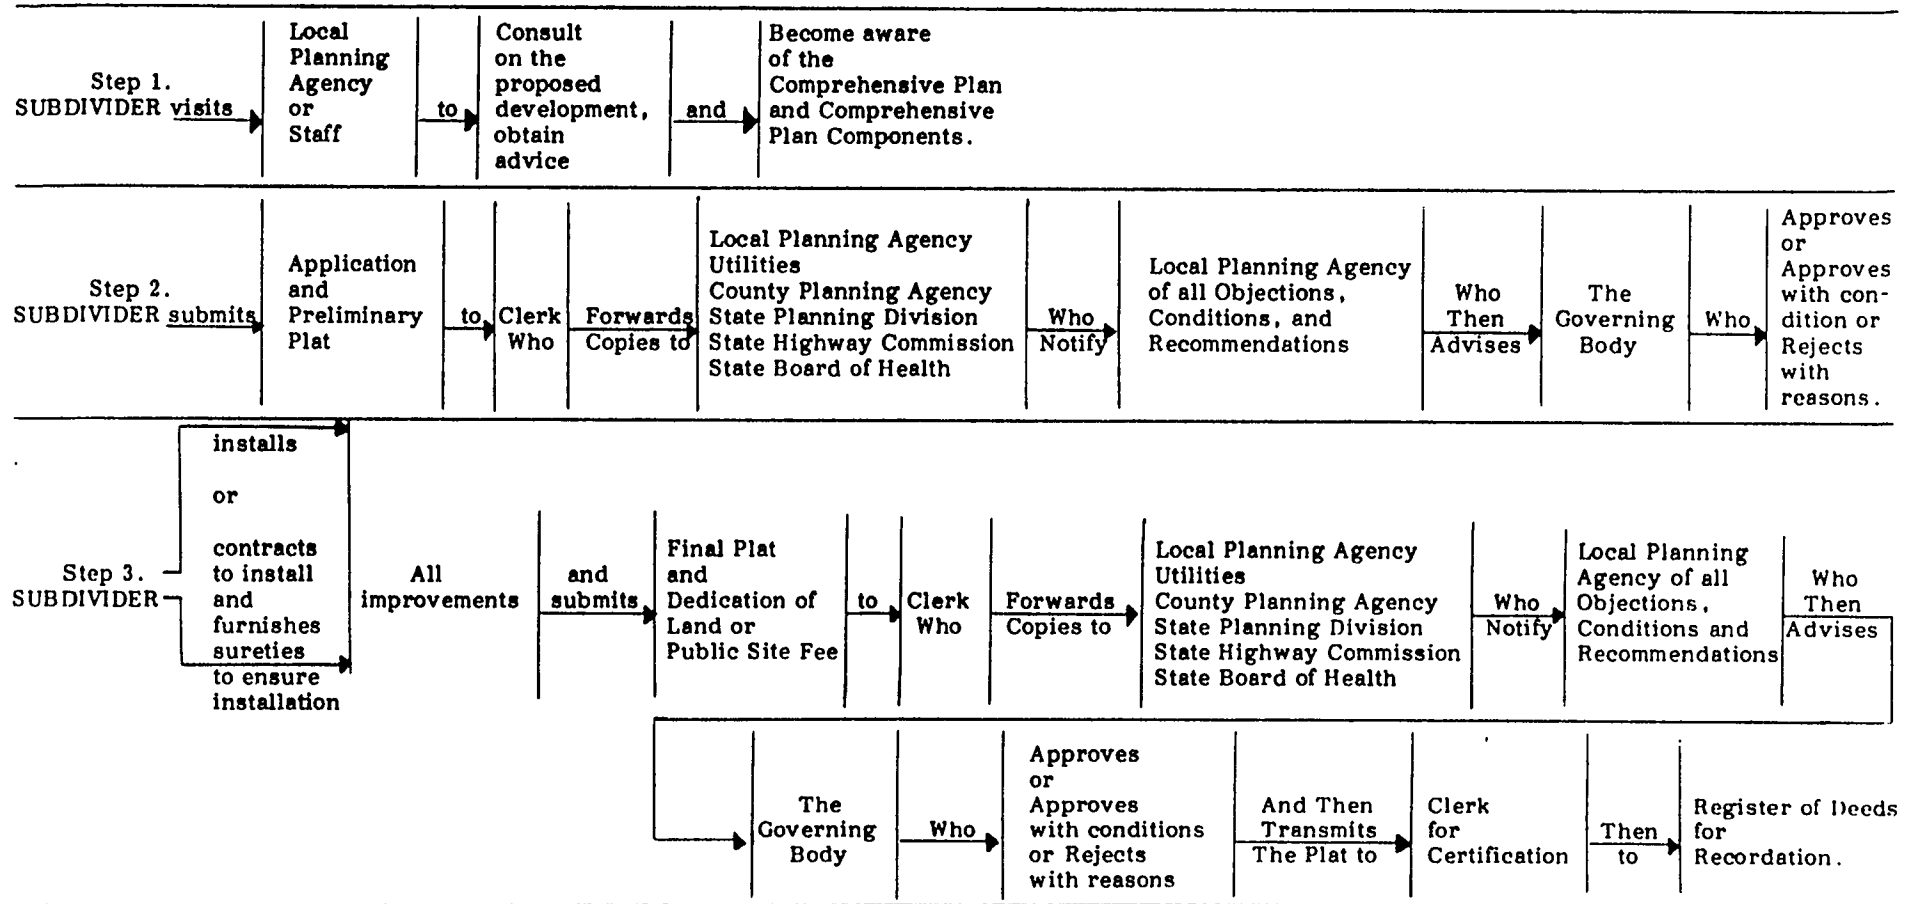 Step 1.
SUBDIVIDER visits
Local
Planning
Agency
or
Staff
to
Consult
on the
proposed
development,
obtain
advice
and
Become aware
of the
Comprehensive Plan
and Comprehensive
Plan Components.
Step 2.
SUBDIVIDER submits
Application
and
Preliminary
Plat
to
Clerk
Who
Forwards
Copies to
Local Planning Agency
Utilities
County Planning Agency
State Planning Division
State Highway Commission
State Board of Health
Who
Notify
Local Planning Agency
of all Objections,
Conditions, and
Recommendations
Who
Then
Advises
The
Governing
Body
Who
Approves
or
Approves
with con-
dition or
Rejects
with
reasons.
Step 3.
SUBDIVIDER
installs
or
contracts
to install
and
furnishes
sureties
to ensure
installation
All
improvements
and
submits
Final Plat
and
Dedication of
Land or
Public Site Fee
to
Clerk
Who
Forwards
Copies to
Local Planning Agency
Utilities
County Planning Agency
State Planning Division
State Highway Commission
State Board of Health
Who
Notify
Local Planning
Agency of all
Objections,
Conditions and
Recommendations
Who
Then
Advises
The
Governing
Body
Who
Approves
or
Approves
with conditions
or Rejects
with reasons
And Then
Transmits
The Plat to
Clerk
for
Certification
Then
to
Register of Deeds
for
Recordation.